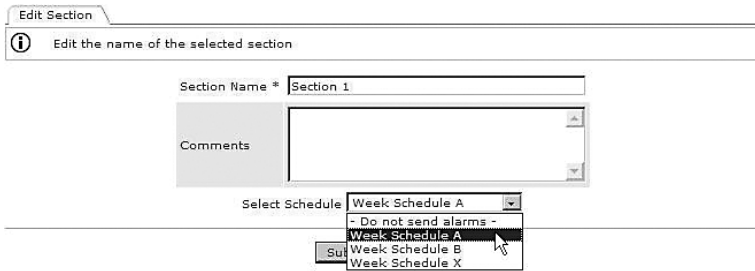 Edit Section
Edit the name of the selected section
Section Name * Section 1
Comments
Select Schedule Week Schedule A
- Do not send alarms -
Week Schedule A
Week Schedule B
Week Schedule X